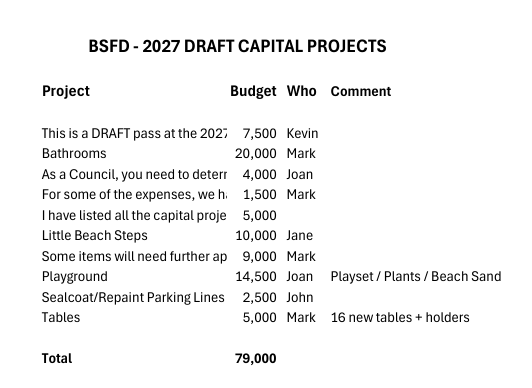 BSFD - 2027 DRAFT CAPITAL PROJECTS
Project Budget Who Comment
This is a DRAFT pass at the 2027 7,500 Kevin
Bathrooms 20,000 Mark
As a Council, you need to 4,000 Joan
For some of the expenses, we 1,500 Mark
I have listed all the capital 5,000
Little Beach Steps 10,000 Jane
Some items will need further 9,000 Mark
Playground 14,500 Joan Playset / Plants / Beach Sand
Sealcoat/Repaint Parking Lines 2,500 John
Tables 5,000 Mark 16 new tables + holders
Total 79,000